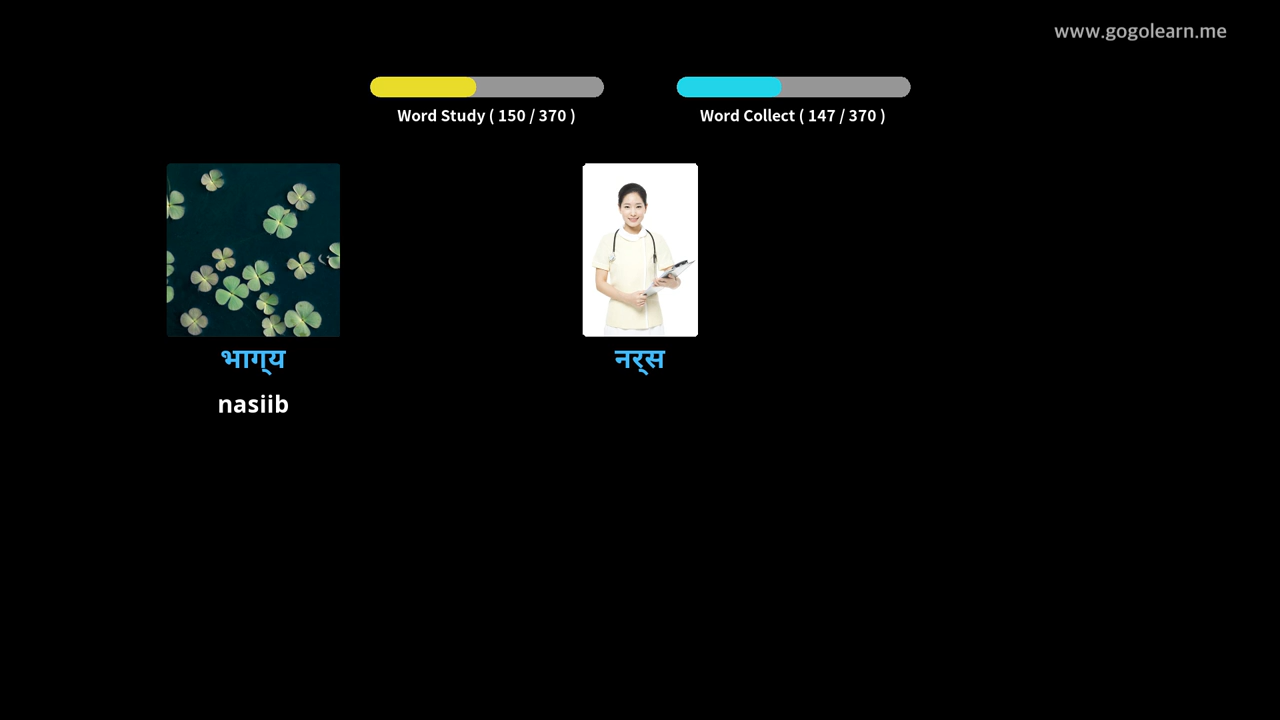 www.gogolearn.me
Word Study ( 150 / 370 )
Word Collect ( 147 / 370 )
भाग्‌य
नर्‌स
nasiib